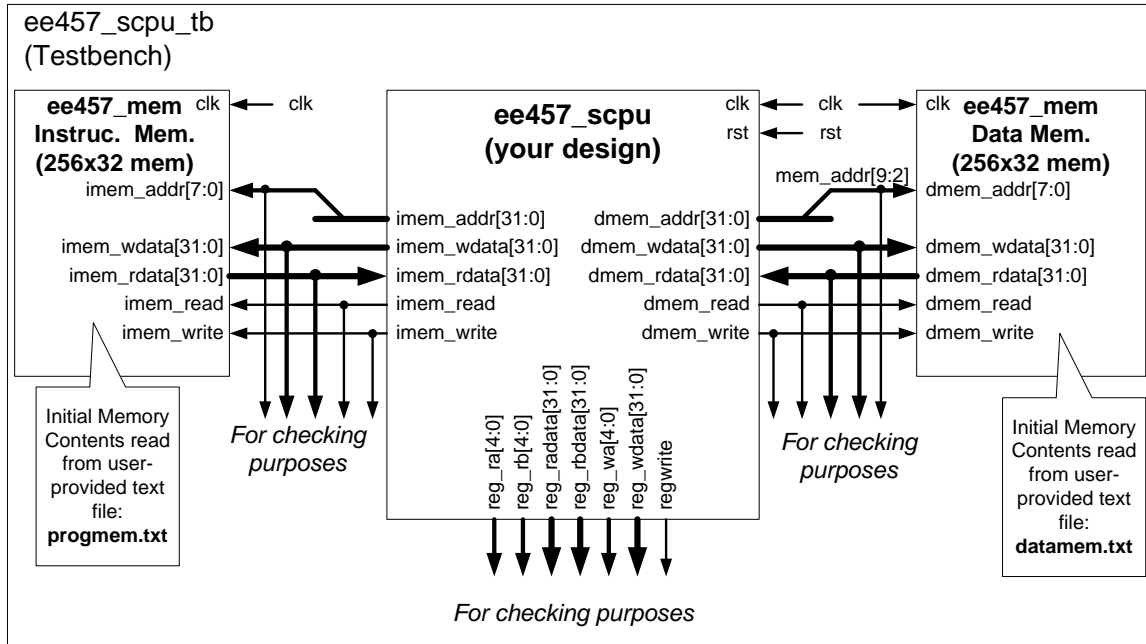 ee457_scpu_tb
(Testbench)
ee457_mem
Instruc. Mem.
(256x32 mem)
clk
clk
imem_addr[7:0]
imem_wdata[31:0]
imem_rdata[31:0]
imem_read
imem_write
ee457_scpu
(your design)
clk
rst
clk
rst
imem_addr[31:0]
imem_wdata[31:0]
imem_rdata[31:0]
imem_read
imem_write
dmem_addr[31:0]
dmem_wdata[31:0]
dmem_rdata[31:0]
dmem_read
dmem_write
mem_addr[9:2]
clk
ee457_mem
Data Mem.
(256x32 mem)
dmem_addr[7:0]
dmem_wdata[31:0]
dmem_rdata[31:0]
dmem_read
dmem_write
Initial Memory
Contents read
from user-
provided text
file:
progmem.txt
For checking
purposes
reg_ra[4:0]
reg_rb[4:0]
reg_radata[31:0]
reg_rbdata[31:0]
reg_wa[4:0]
reg_wdata[31:0]
regwrite
For checking
purposes
Initial Memory
Contents read
from user-
provided text
file:
datamem.txt
For checking purposes